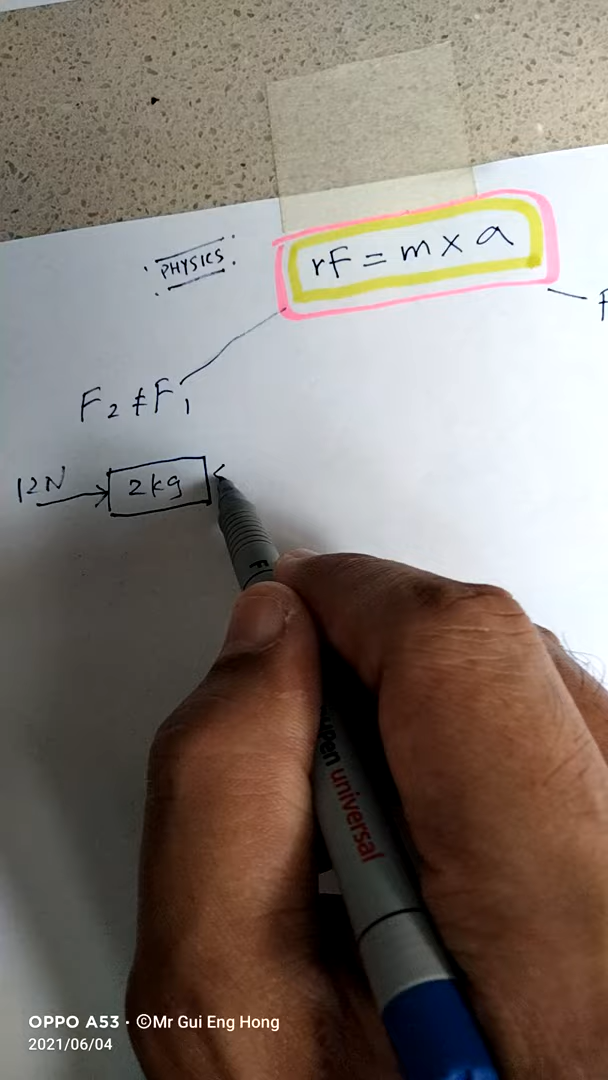 PHYSICS
rF = m × a
F
F₂ ≠ F₁
12N
2kg
F
Pen universal
OPPO A53 · ©Mr Gui Eng Hong
2021/06/04